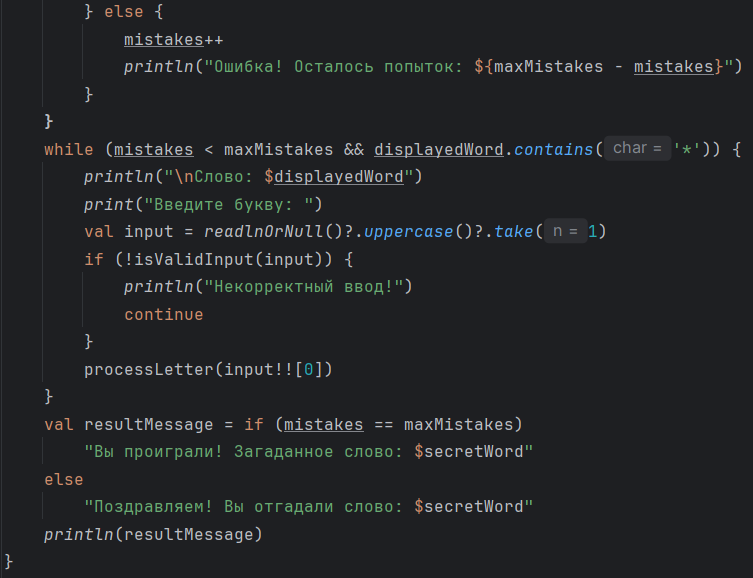 } else {
mistakes++
println("Ошибка! Осталось попыток: ${maxMistakes - mistakes}")
}
}
while (mistakes < maxMistakes && displayedWord.contains( char = '*')) {
println("\nСлово: $displayedWord")
print("Введите букву: ")
val input = readlnOrNull()?.uppercase()?.take( n = 1)
if (!isValidInput(input)) {
println("Некорректный ввод!")
continue
}
processLetter(input!![0])
}
val resultMessage = if (mistakes == maxMistakes)
"Вы проиграли! Загаданное слово: $secretWord"
else
"Поздравляем! Вы отгадали слово: $secretWord"
println(resultMessage)
}